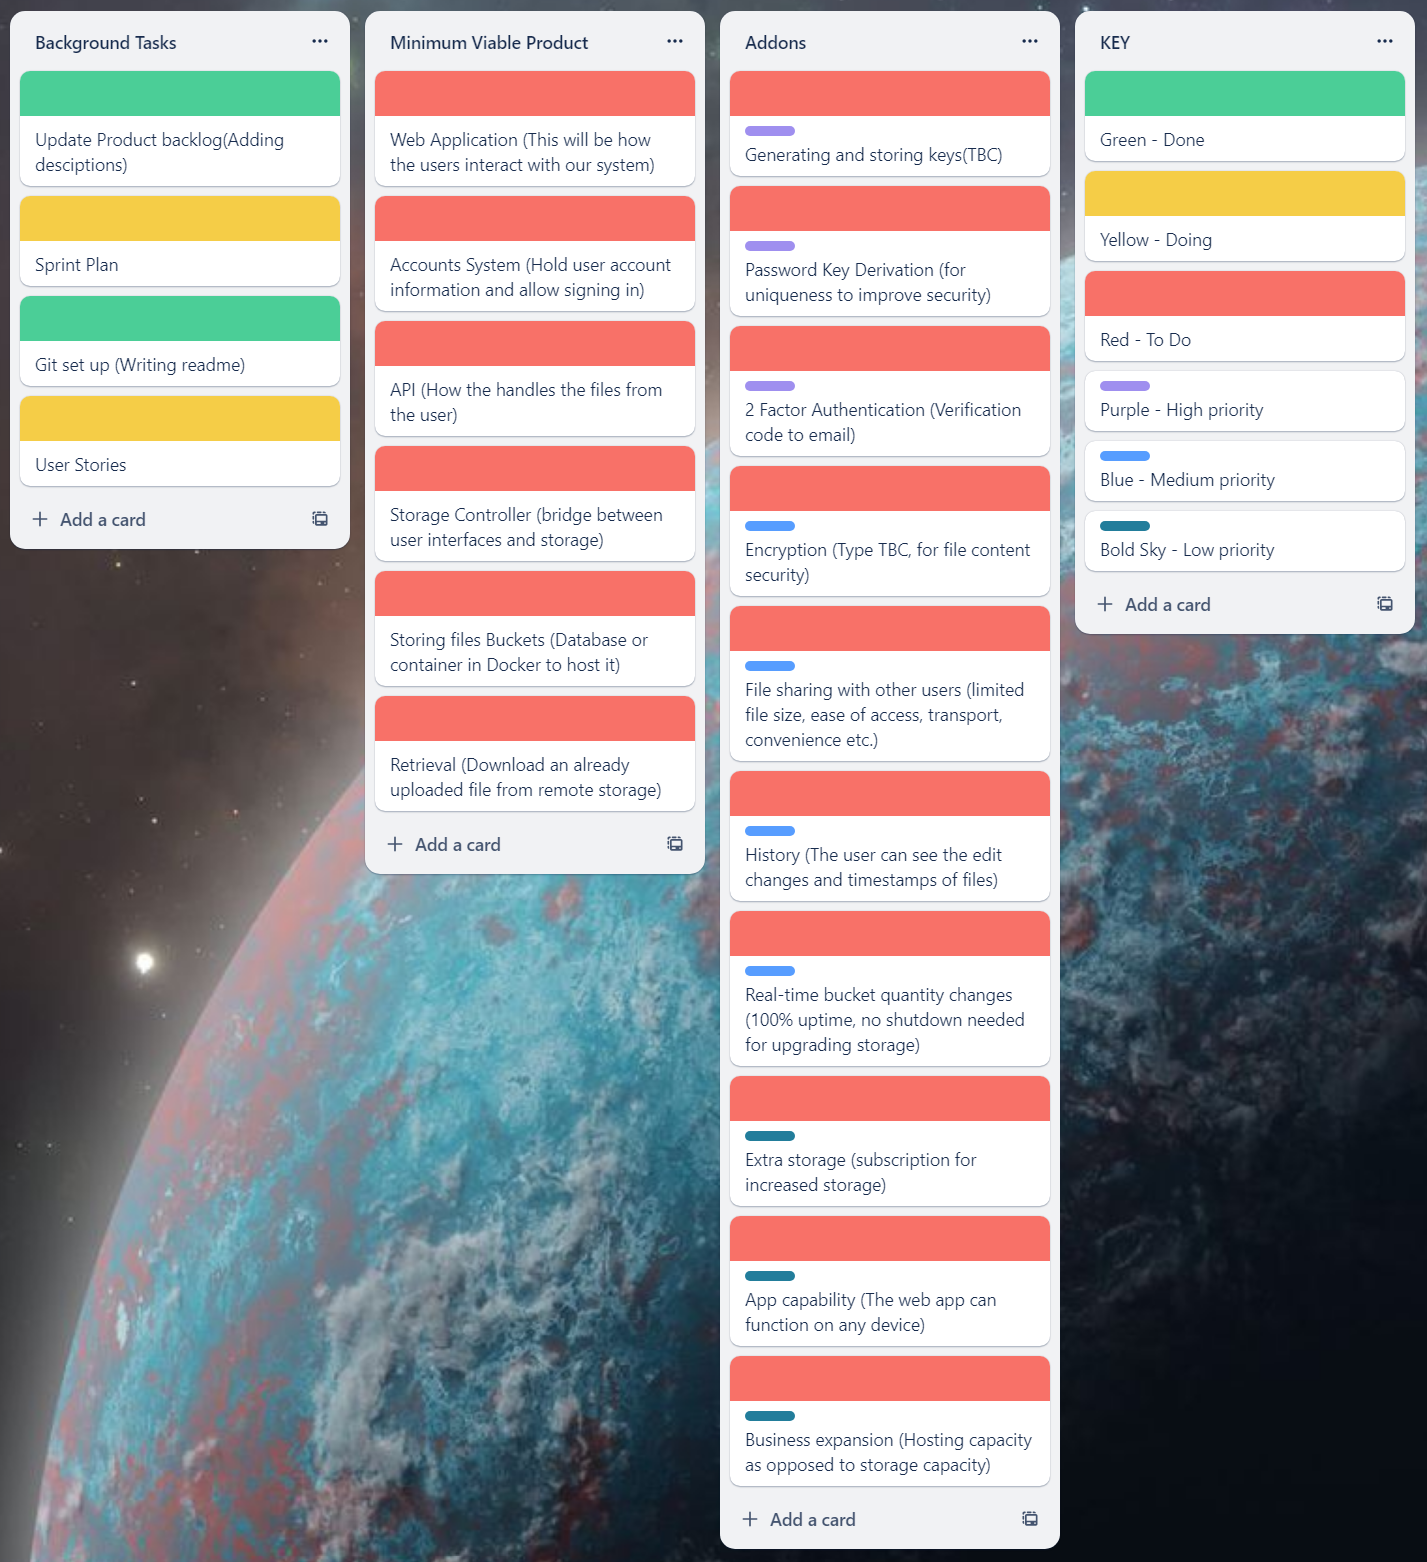 Background Tasks
Update Product backlog(Adding
desciptions)
Sprint Plan
Git set up (Writing readme)
User Stories
Add a card
Minimum Viable Product
Web Application (This will be how
the users interact with our system)
Accounts System (Hold user account
information and allow signing in)
API (How the handles the files from
the user)
Storage Controller (bridge between
user interfaces and storage)
Storing files Buckets (Database or
container in Docker to host it)
Retrieval (Download an already
uploaded file from remote storage)
Add a card
Addons
Generating and storing keys(TBC)
Password Key Derivation (for
uniqueness to improve security)
2 Factor Authentication (Verification
code to email)
Encryption (Type TBC, for file content
security)
File sharing with other users (limited
file size, ease of access, transport,
convenience etc.)
History (The user can see the edit
changes and timestamps of files)
Real-time bucket quantity changes
(100% uptime, no shutdown needed
for upgrading storage)
Extra storage (subscription for
increased storage)
App capability (The web app can
function on any device)
Business expansion (Hosting capacity
as opposed to storage capacity)
Add a card
KEY
Green - Done
Yellow - Doing
Red - To Do
Purple - High priority
Blue - Medium priority
Bold Sky - Low priority
Add a card